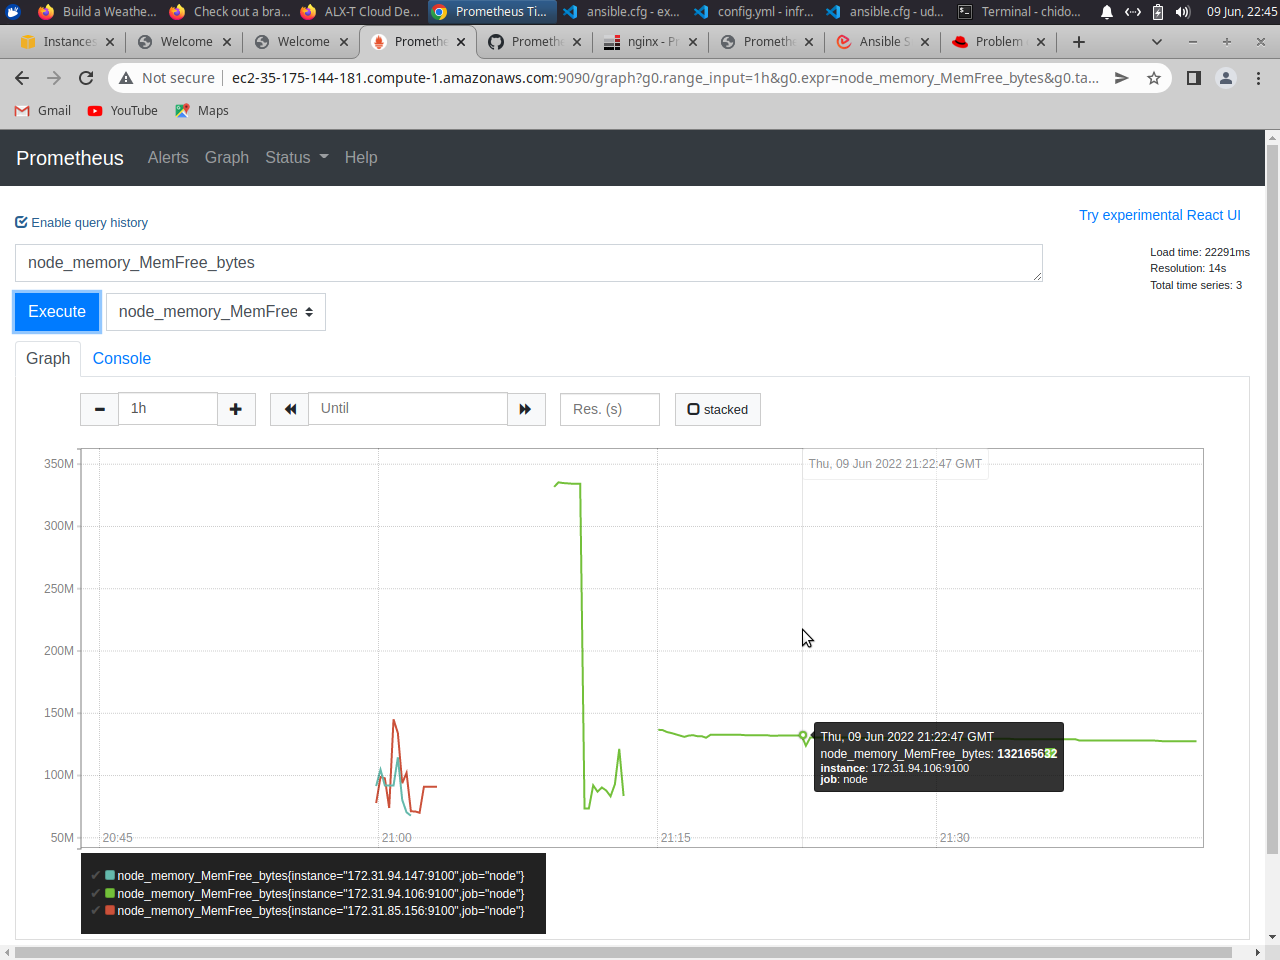 Build a Weathe...
Check out a bra...
ALX-T Cloud De...
Prometheus Ti...
ansible.cfg - ex...
config.yml - infr...
ansible.cfg - ud...
Terminal - chido...
09 Jun, 22:45
Instances
Welcome
Welcome
Prometheu
Prometheu
nginx - Pr
Prometheu
Ansible S
Problem
Not secure
ec2-35-175-144-181.compute-1.amazonaws.com:9090/graph?g0.range_input=1h&g0.expr=node_memory_MemFree_bytes&g0.ta...
Gmail
YouTube
Maps
Prometheus
Alerts
Graph
Status
Help
Enable query history
Try experimental React UI
node_memory_MemFree_bytes
Load time: 22291ms
Resolution: 14s
Total time series: 3
Execute
node_memory_MemFree
Graph
Console
1h
Until
Res. (s)
stacked
Thu, 09 Jun 2022 21:22:47 GMT
350M
300M
250M
200M
150M
100M
50M
Thu, 09 Jun 2022 21:22:47 GMT
node_memory_MemFree_bytes: 132165632
instance: 172.31.94.106:9100
job: node
20:45
21:00
21:15
21:30
node_memory_MemFree_bytes{instance="172.31.94.147:9100",job="node"}
node_memory_MemFree_bytes{instance="172.31.94.106:9100",job="node"}
node_memory_MemFree_bytes{instance="172.31.85.156:9100",job="node"}